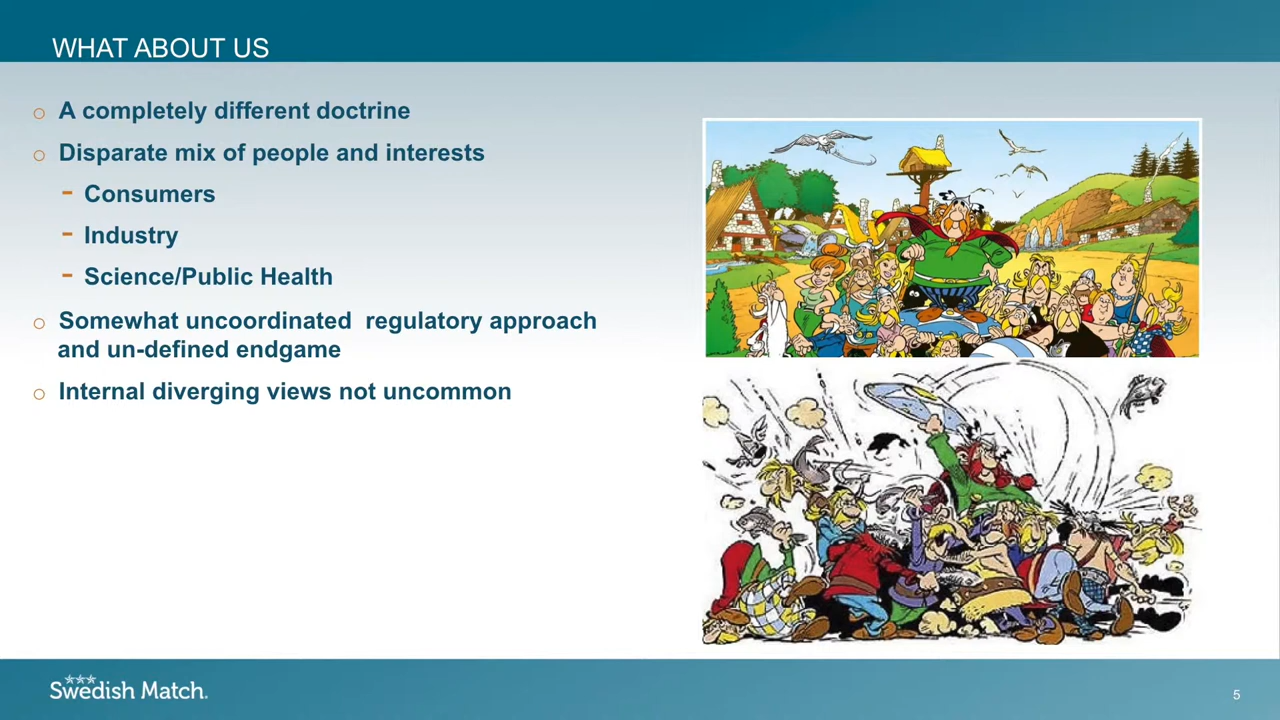 WHAT ABOUT US
o A completely different doctrine
o Disparate mix of people and interests
- Consumers
- Industry
- Science/Public Health
o Somewhat uncoordinated regulatory approach
and un-defined endgame
o Internal diverging views not uncommon
Swedish Match.
5